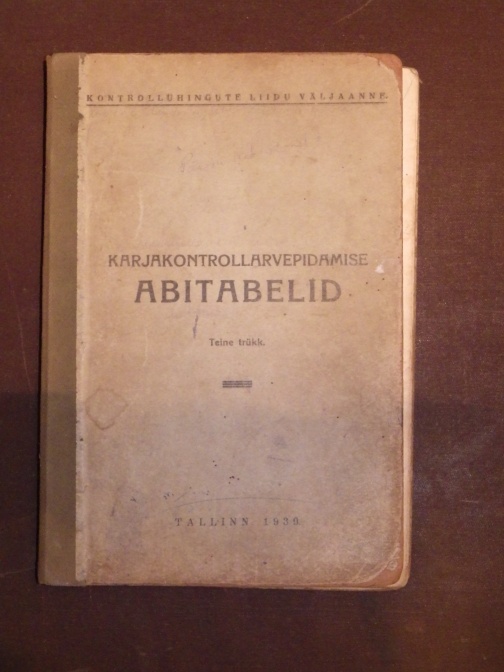 KONTROLLÜHINGUTE LIIDU VÄLJAANNE.
KARJAKONTROLLARVEPIDAMISE
ABITABELID
Teine trükk.
TALLINN 1939.